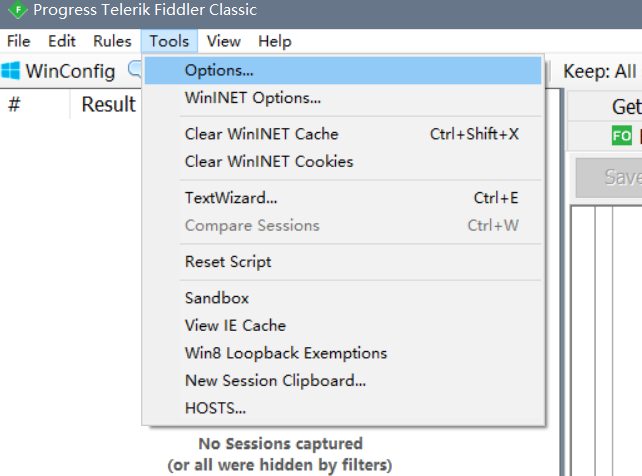 Progress Telerik Fiddler Classic
File Edit Rules Tools View Help
WinConfig Keep: All
# Result
Options...
WinINET Options...
Clear WinINET Cache Ctrl+Shift+X
Clear WinINET Cookies
TextWizard... Ctrl+E
Compare Sessions Ctrl+W
Reset Script
Sandbox
View IE Cache
Win8 Loopback Exemptions
New Session Clipboard...
HOSTS...
Get
FO
Save
No Sessions captured
(or all were hidden by filters)